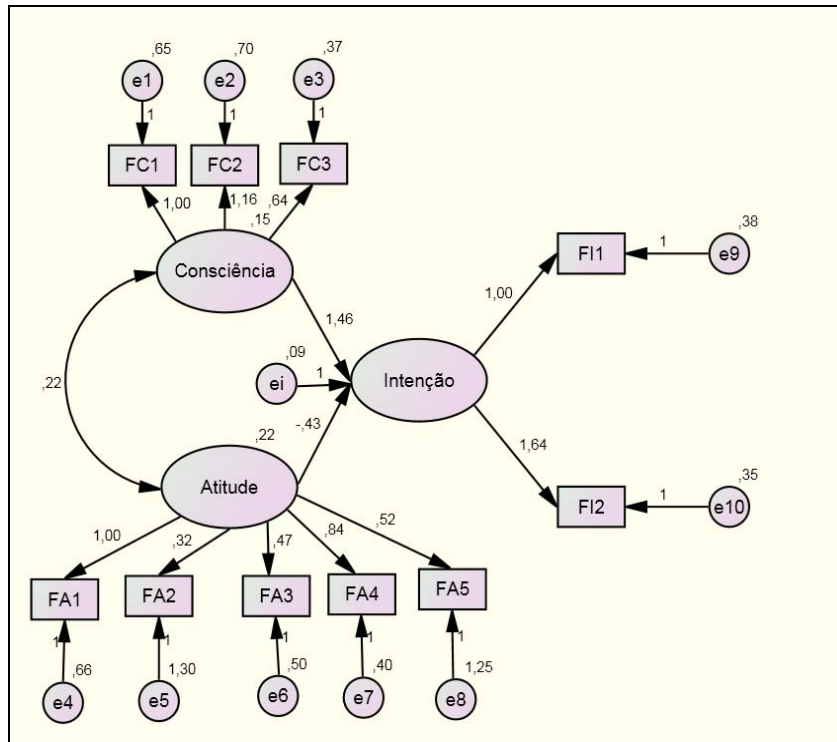 ,65 ,70 ,37
e1 e2 e3
1 1 1
FC1 FC2 FC3
1,00 1,16 ,64
,15
Consciência
,38
FI1 1 e9
1,00
1,46
,09
ei 1
Intenção
,22
-,43
,22
Atitude
1,64
,35
FI2 1 e10
1,00 ,32 ,47 ,84 ,52
FA1 FA2 FA3 FA4 FA5
1 1 1 1 1
,66 1,30 ,50 ,40 1,25
e4 e5 e6 e7 e8